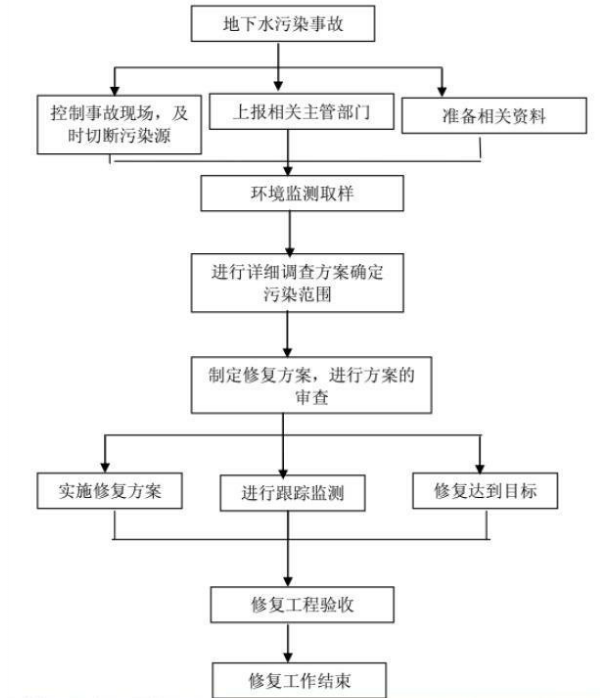 地下水污染事故
控制事故现场，及
时切断污染源
上报相关主管部门
准备相关资料
环境监测取样
进行详细调查方案确定
污染范围
制定修复方案，进行方案的
审查
实施修复方案
进行跟踪监测
修复达到目标
修复工程验收
修复工作结束